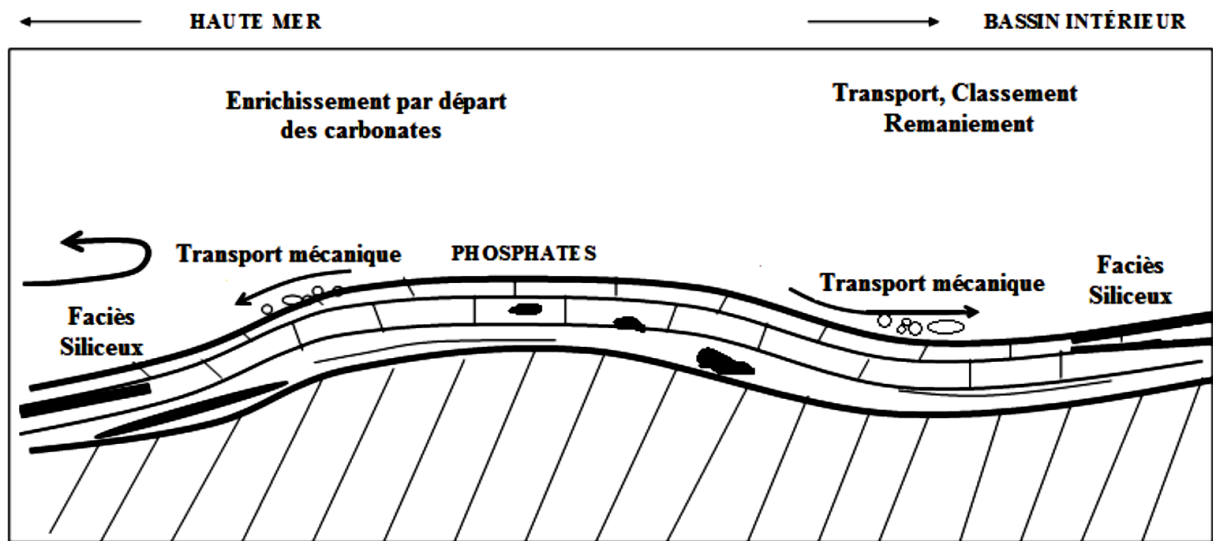 HAUTE MER
BASSIN INTÉRIEUR
Enrichissement par départ
des carbonates
Transport, Classement
Remaniement
Transport mécanique
PHOSPHATES
Transport mécanique
Faciès
Siliceux
Faciès
Siliceux